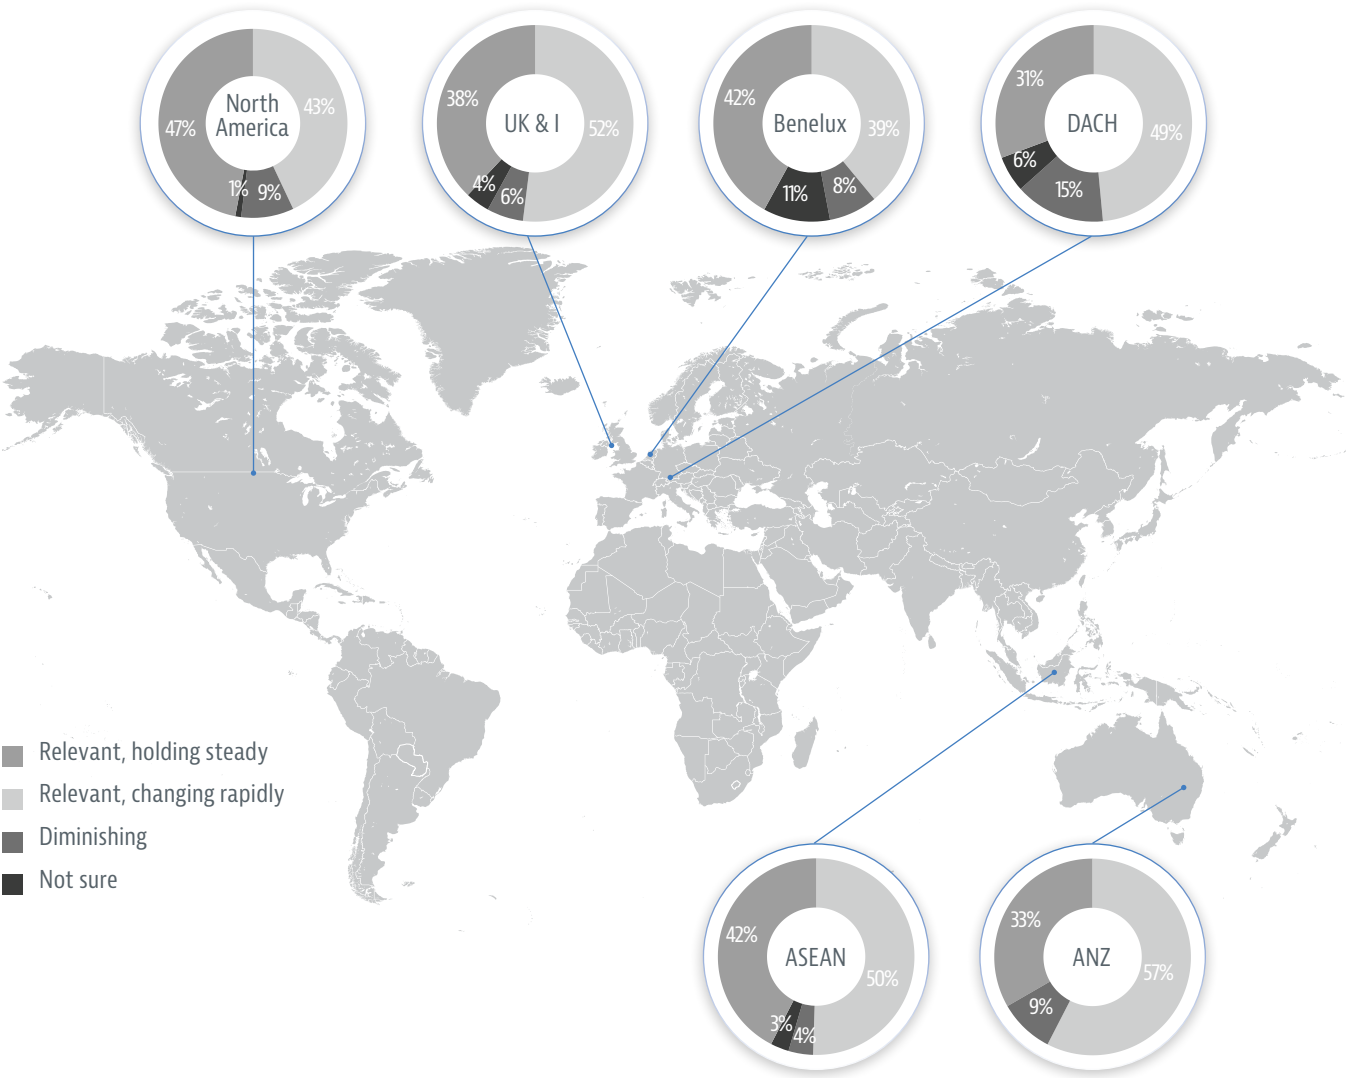 North
America
43%
47%
1%
9%
UK & I
38%
52%
4%
6%
Benelux
42%
39%
11%
8%
DACH
31%
49%
6%
15%
Relevant, holding steady
Relevant, changing rapidly
Diminishing
Not sure
ASEAN
42%
50%
3%
4%
ANZ
33%
57%
9%